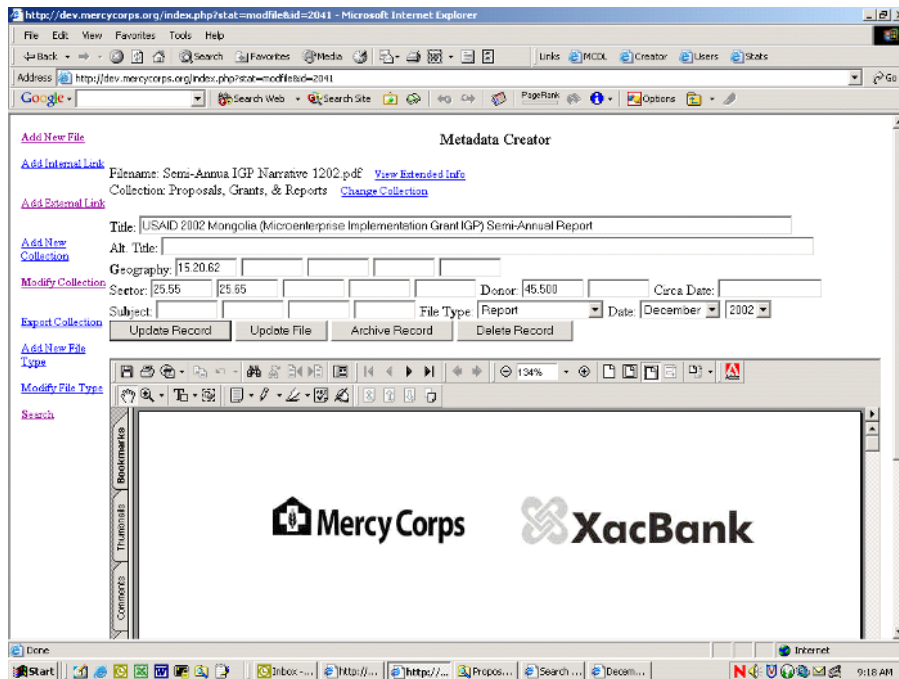 http://dev.mercycorps.org/index.php?stat=modfile&id=2041 - Microsoft Internet Explorer
File Edit View Favorites Tools Help
Back Search Favorites Media Links MCDL Creator Users Stats
Address http://dev.mercycorps.org/index.php?stat=modfile&id=2041 Go
Google Search Web Search Site PageRank Options
Metadata Creator
Add New File
Add Internal Link
Add External Link
Add New
Collection
Modify Collection
Export Collection
Add New File
Type
Modify File Type
Search
Filename: Semi-Annua IGP Narrative 1202.pdf View Extended Info
Collection: Proposals, Grants, & Reports Change Collection
Title: USAID 2002 Mongolia (Microenterprise Implementation Grant IGP) Semi-Annual Report
Alt. Title:
Geography: 15.20.62
Sector: 25.55 25.65 Donor: 45.500 Circa Date:
Subject: File Type: Report Date: December 2002
Update Record Update File Archive Record Delete Record
134%
Bookmarks
Thumbnails
Comments
MercyCorps XacBank
Done Internet
Start Inbox -... http://... http://... Propos... Search ... Decem... 9:18 AM